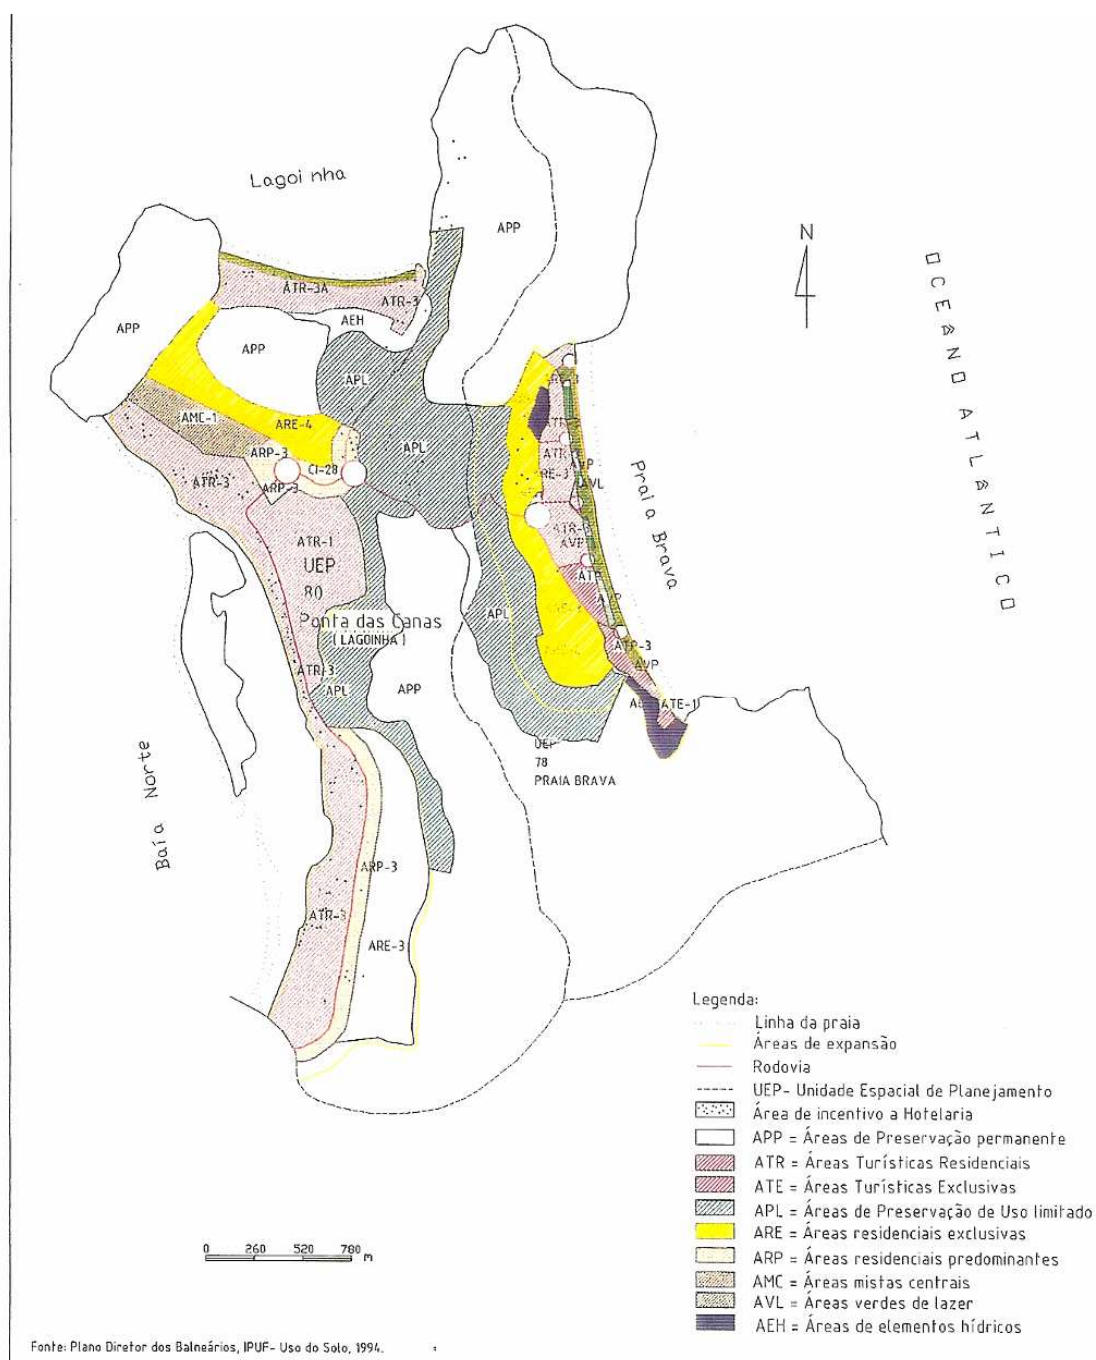 Lagoinha
N
OCEANO ATLÂNTICO
APP
ATR-3A
ATR-3
AEH
APP
APP
APL
AMC-1
ARE-4
APL
ARP-3
CI-28
ATR-3
ARP-3
ATR-1
UEP
80
Ponta das Canas
(LAGOINHA)
ATR-3
APL
APP
APL
AVL
Praia Brava
ATR-3
AVP
ATE-1
UEP
78
PRAIA BRAVA
Baía Norte
ARP-3
ATR-3
ARE-3
Legenda:
Linha da praia
Áreas de expansão
Rodovia
UEP- Unidade Espacial de Planejamento
Área de incentivo a Hotelaria
APP = Áreas de Preservação permanente
ATR = Áreas Turísticas Residenciais
ATE = Áreas Turísticas Exclusivas
APL = Áreas de Preservação de Uso limitado
ARE = Áreas residenciais exclusivas
ARP = Áreas residenciais predominantes
AMC = Áreas mistas centrais
AVL = Áreas verdes de lazer
AEH = Áreas de elementos hídricos
0 260 520 780 m
Fonte: Plano Diretor dos Balneários, IPUF- Uso do Solo, 1994.